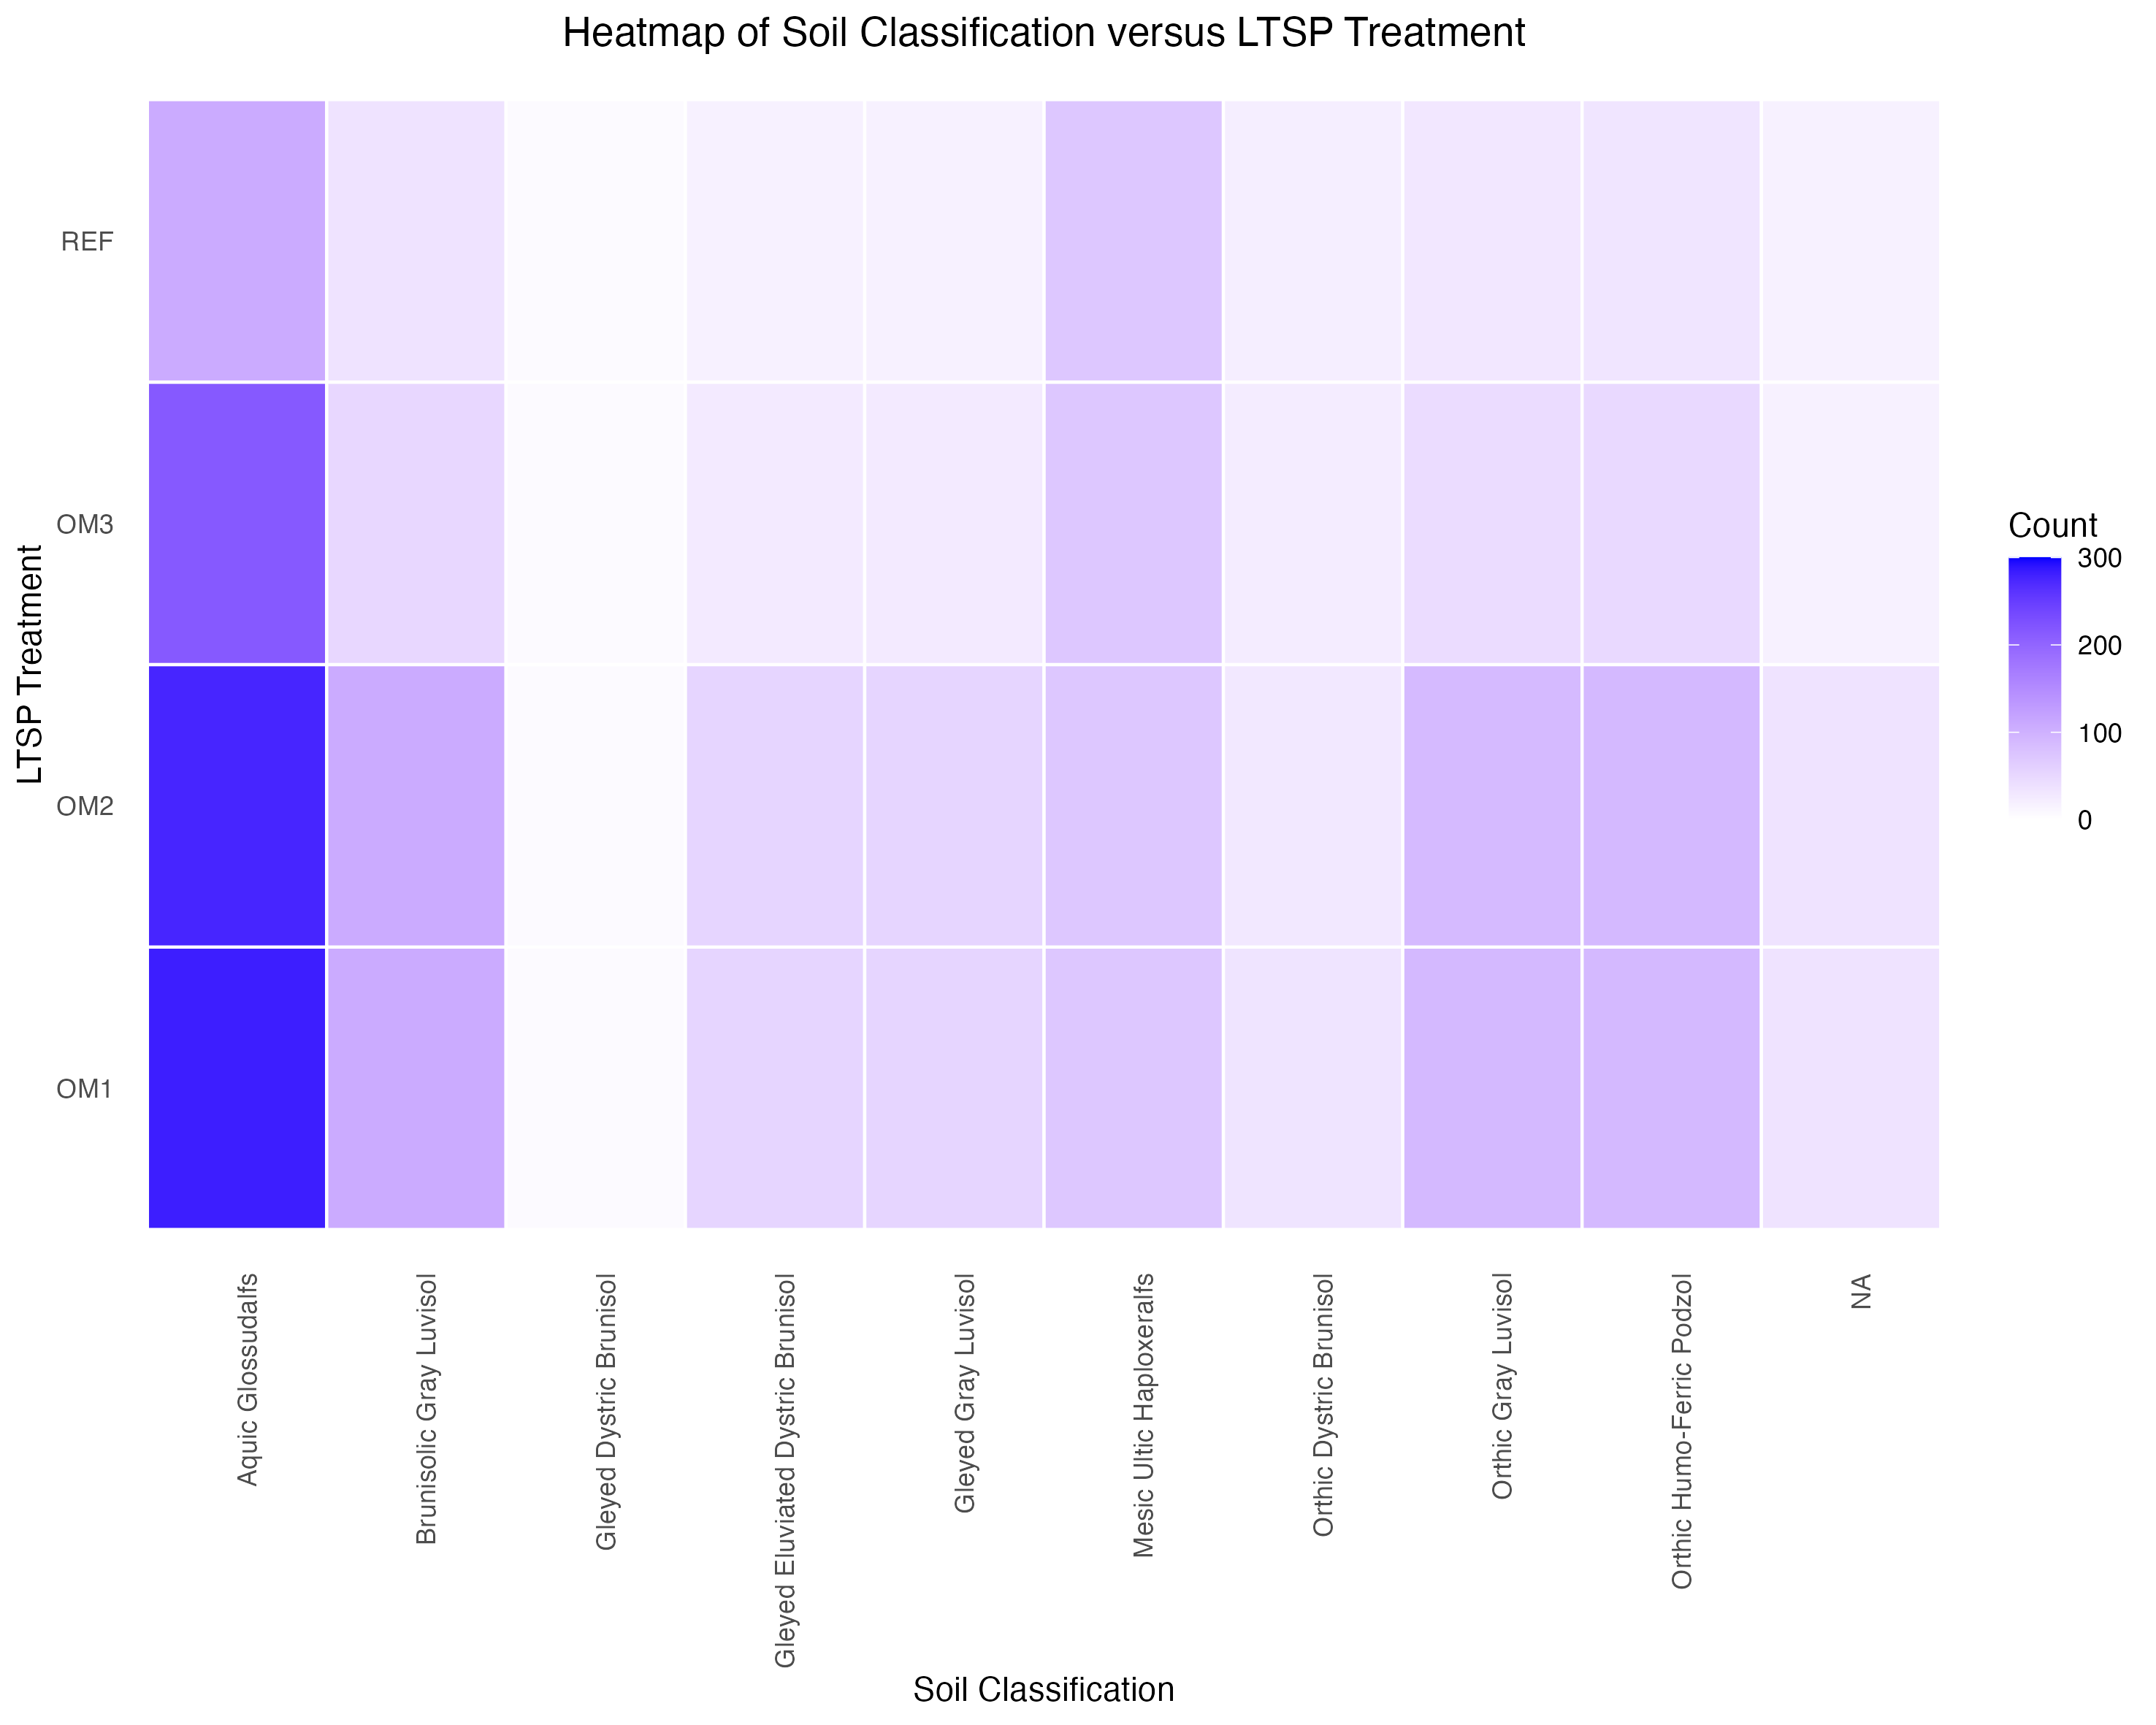 Heatmap of Soil Classification versus LTSP Treatment
LTSP Treatment
REF
OM3
OM2
OM1
Aquic Glossudalfs
Brunisolic Gray Luvisol
Gleyed Dystric Brunisol
Gleyed Eluviated Dystric Brunisol
Gleyed Gray Luvisol
Mesic Ultic Haploxeralfs
Orthic Dystric Brunisol
Orthic Gray Luvisol
Orthic Humo-Ferric Podzol
NA
Soil Classification
Count
300
200
100
0